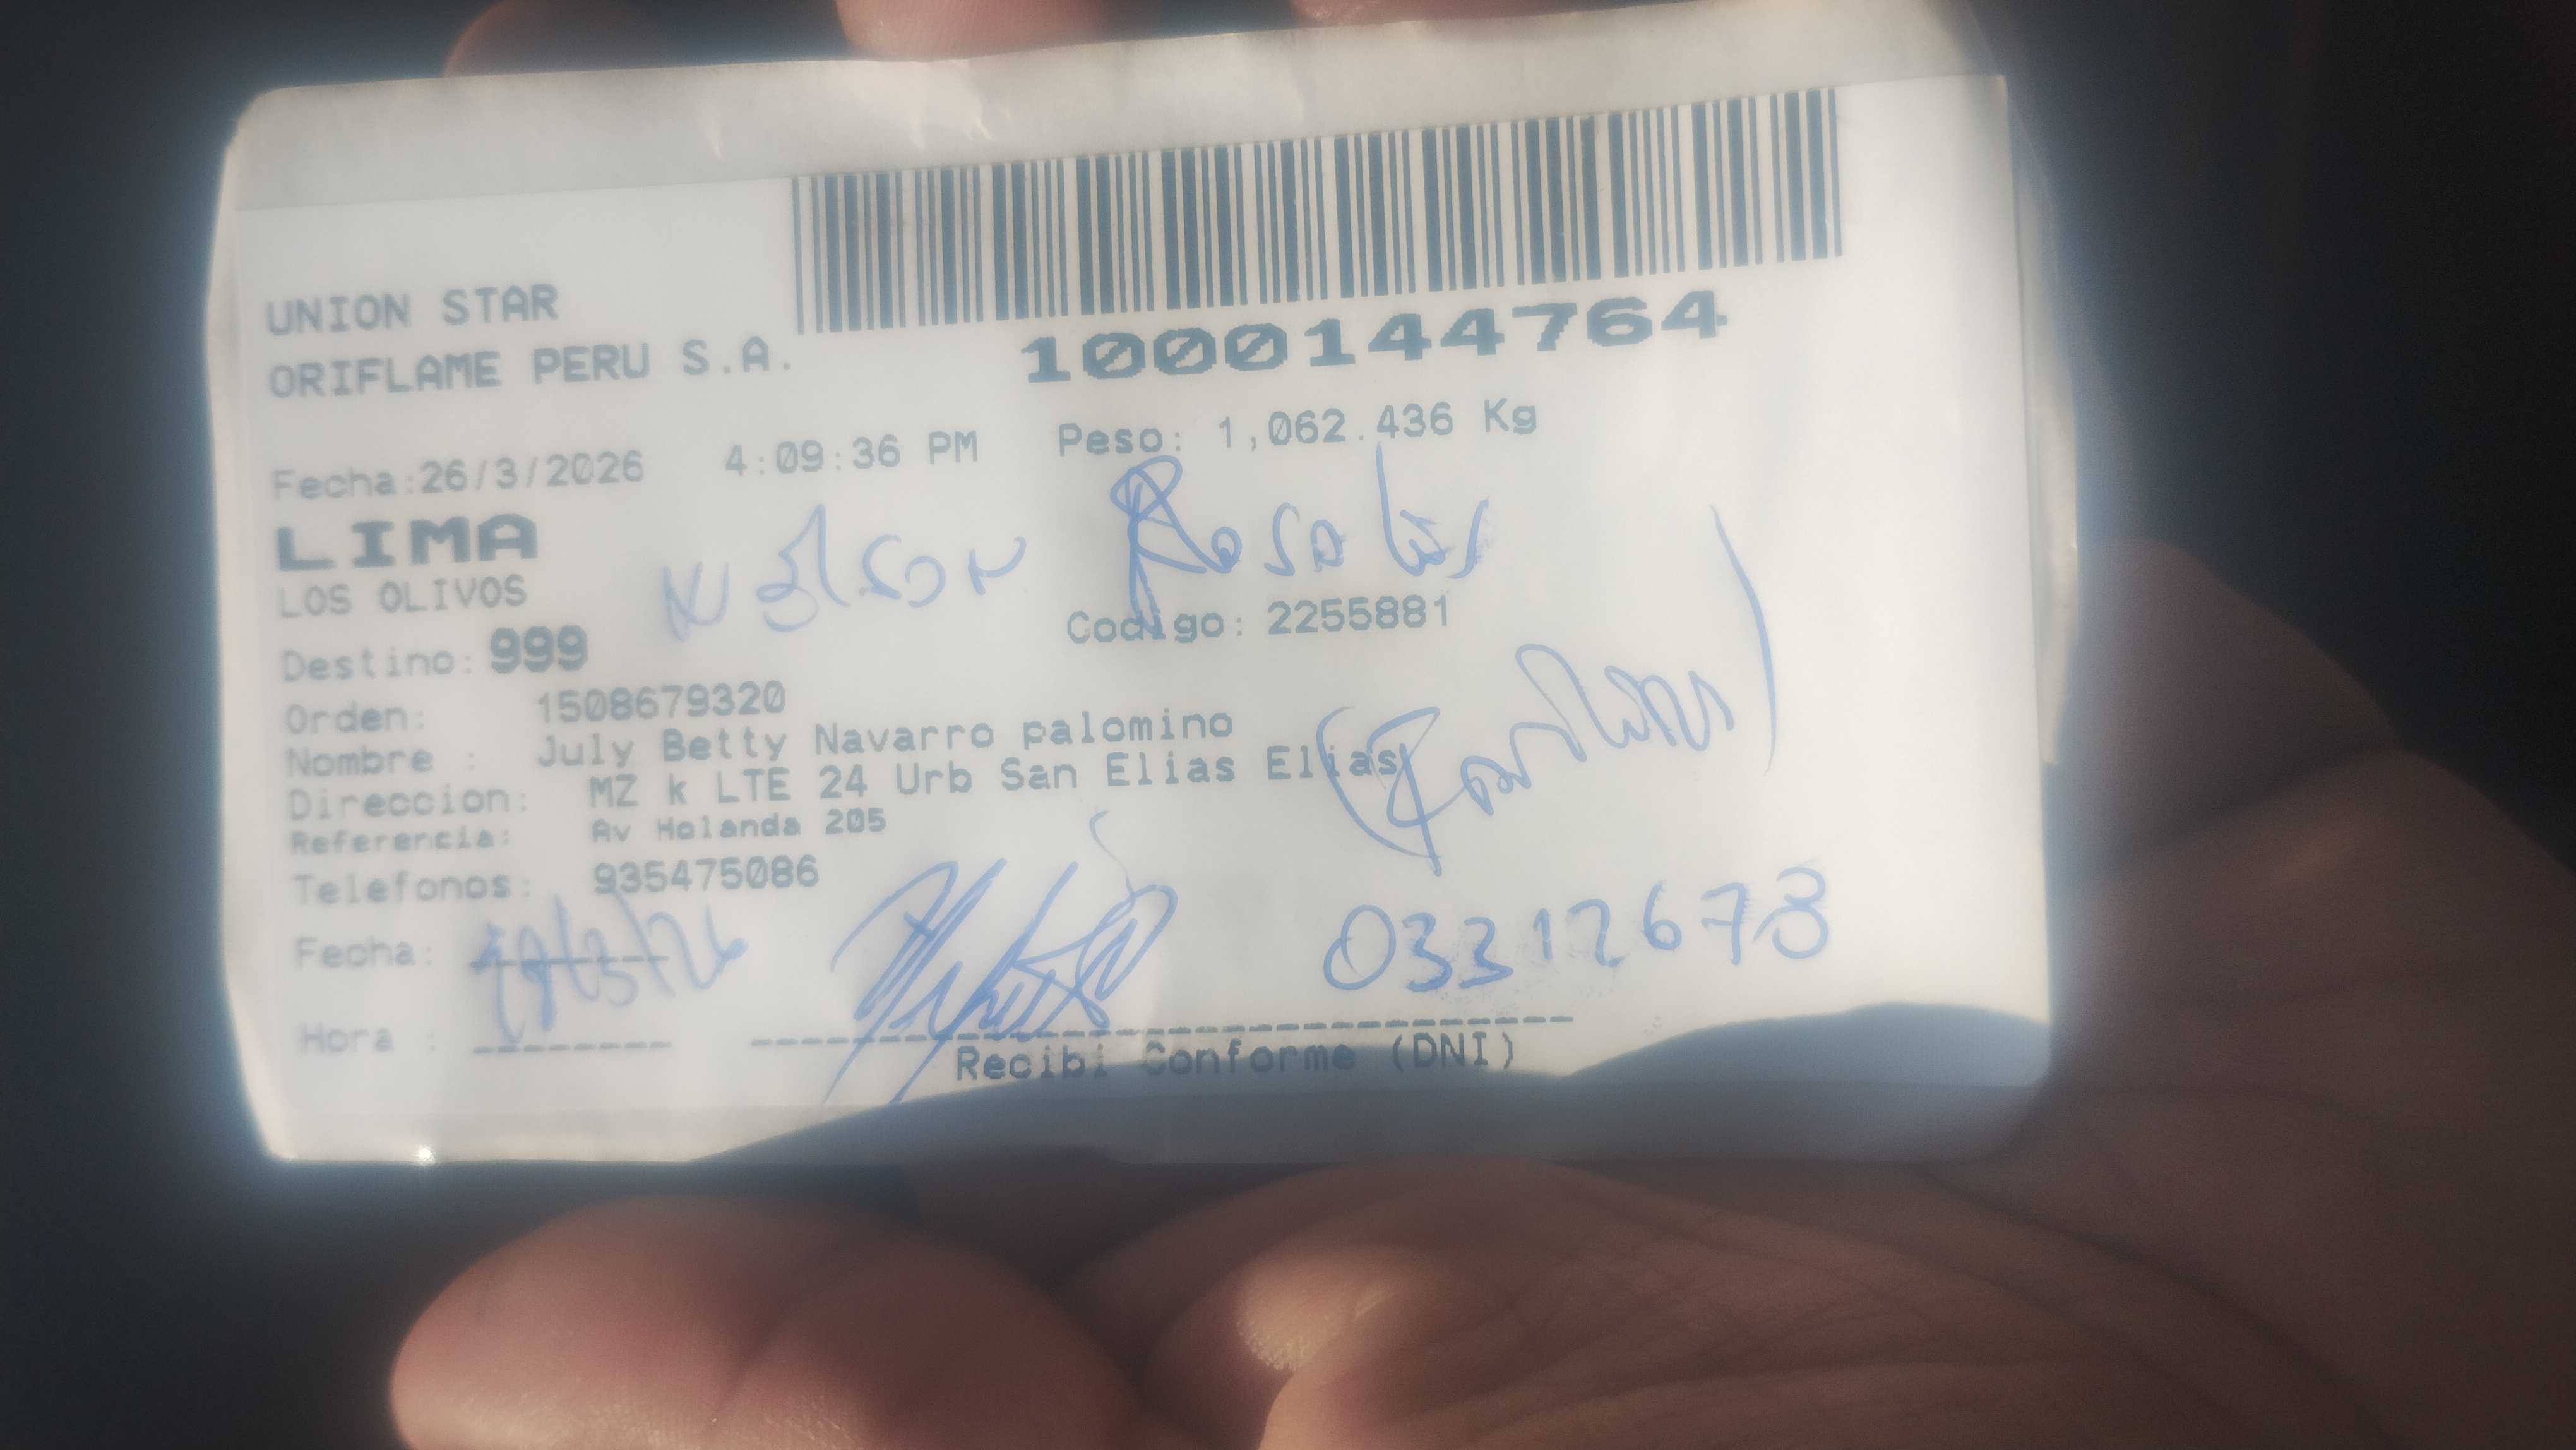 UNION STAR
ORIFLAME PERU S.A.
1000144764
Fecha:26/3/2026 4:09:36 PM Peso: 1,062.436 Kg
LIMA
Nelson Rosales
LOS OLIVOS
Destino: 999 Codigo: 2255881
Orden: 1508679320
Nombre : July Betty Navarro palomino
Direccion: MZ k LTE 24 Urb San Elias Elias
Referencia: Av Holanda 205
Telefonos: 935475086
Fecha:
03312678
Hora :
Recibi Conforme (DNI)